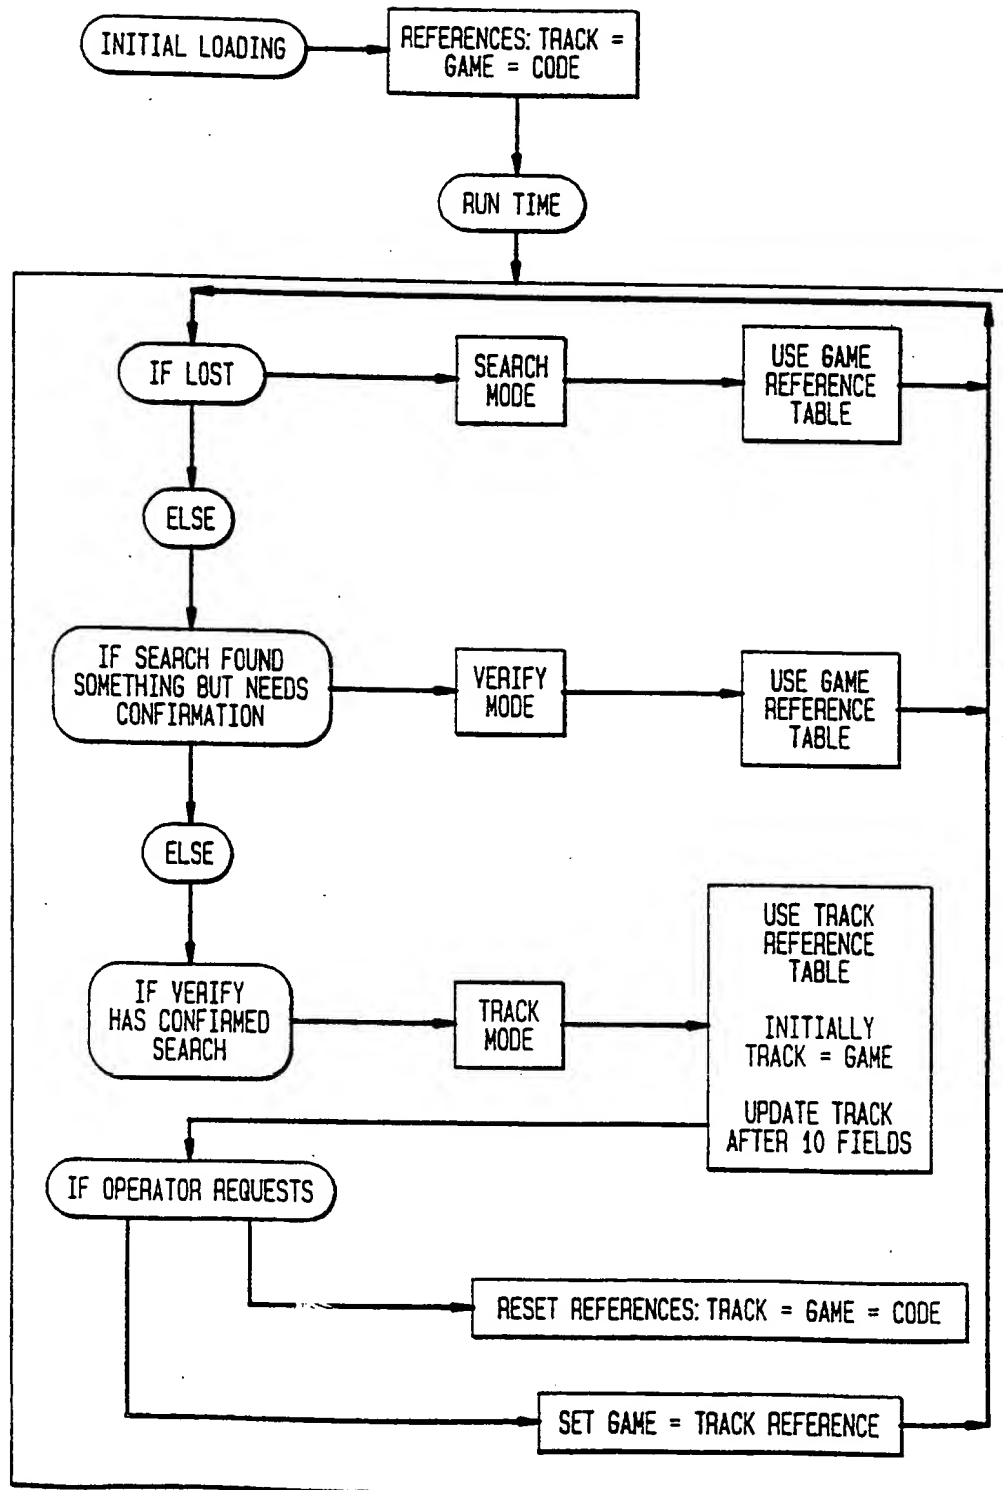 INITIAL LOADING
REFERENCES: TRACK =
GAME = CODE
RUN TIME
IF LOST
SEARCH
MODE
USE GAME
REFERENCE
TABLE
ELSE
IF SEARCH FOUND
SOMETHING BUT NEEDS
CONFIRMATION
VERIFY
MODE
USE GAME
REFERENCE
TABLE
ELSE
IF VERIFY
HAS CONFIRMED
SEARCH
TRACK
MODE
USE TRACK
REFERENCE
TABLE
INITIALLY
TRACK = GAME
UPDATE TRACK
AFTER 10 FIELDS
IF OPERATOR REQUESTS
RESET REFERENCES: TRACK = GAME = CODE
SET GAME = TRACK REFERENCE